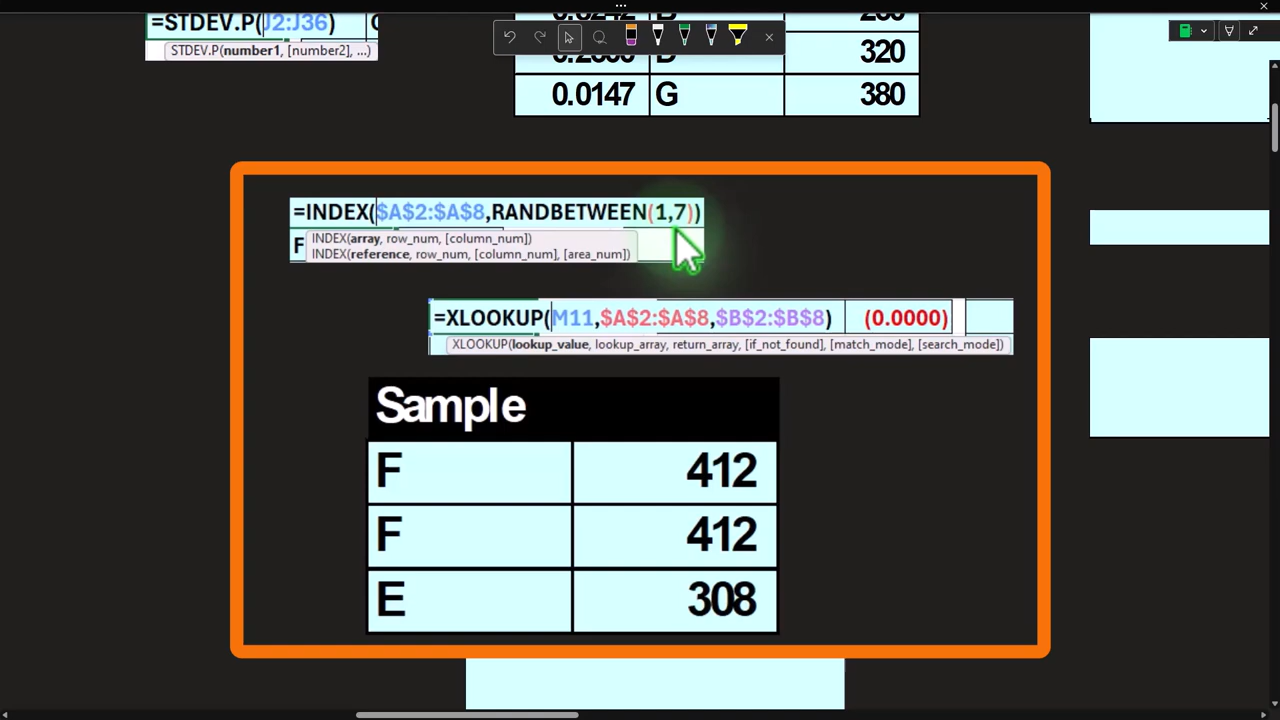 =STDEV.P(J2:J36)
STDEV.P(number1, [number2], ...)
320
0.0147 G 380
=INDEX($A$2:$A$8,RANDBETWEEN(1,7))
F
INDEX(array, row_num, [column_num])
INDEX(reference, row_num, [column_num], [area_num])
=XLOOKUP(M11,$A$2:$A$8,$B$2:$B$8) (0.0000)
XLOOKUP(lookup_value, lookup_array, return_array, [if_not_found], [match_mode], [search_mode])
Sample
F 412
F 412
E 308